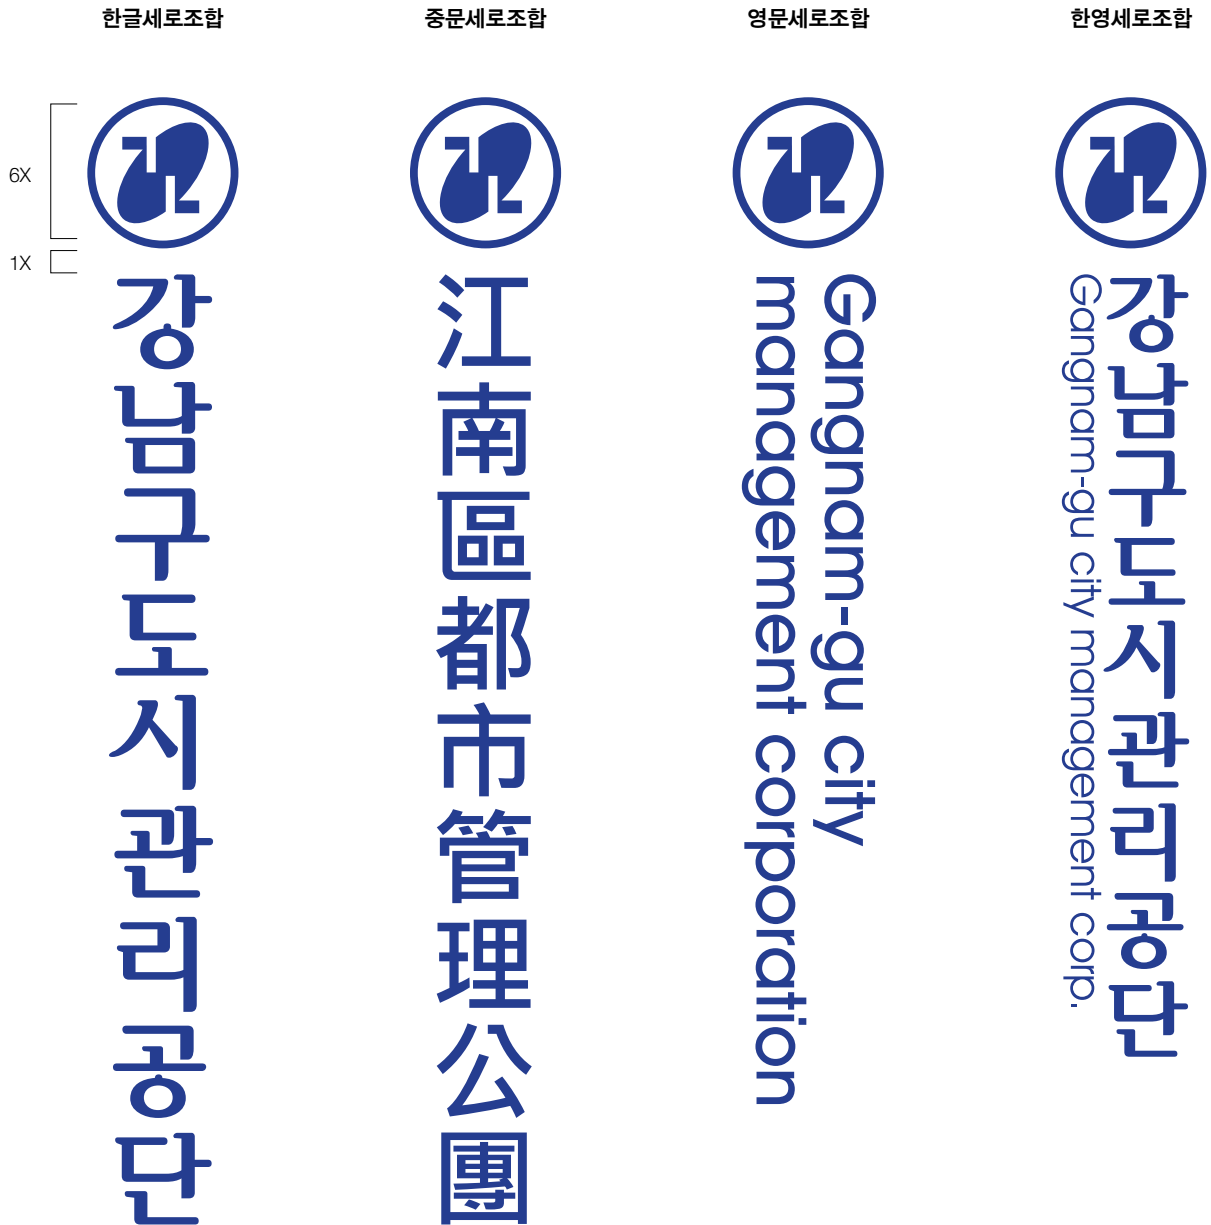 한글세로조합
중문세로조합
영문세로조합
한영세로조합
6X
1X
강남구도시관리공단
江南區都市管理公團
Gangnam-gu city
management corporation
강남구도시관리공단
Gangnam-gu city management corp.